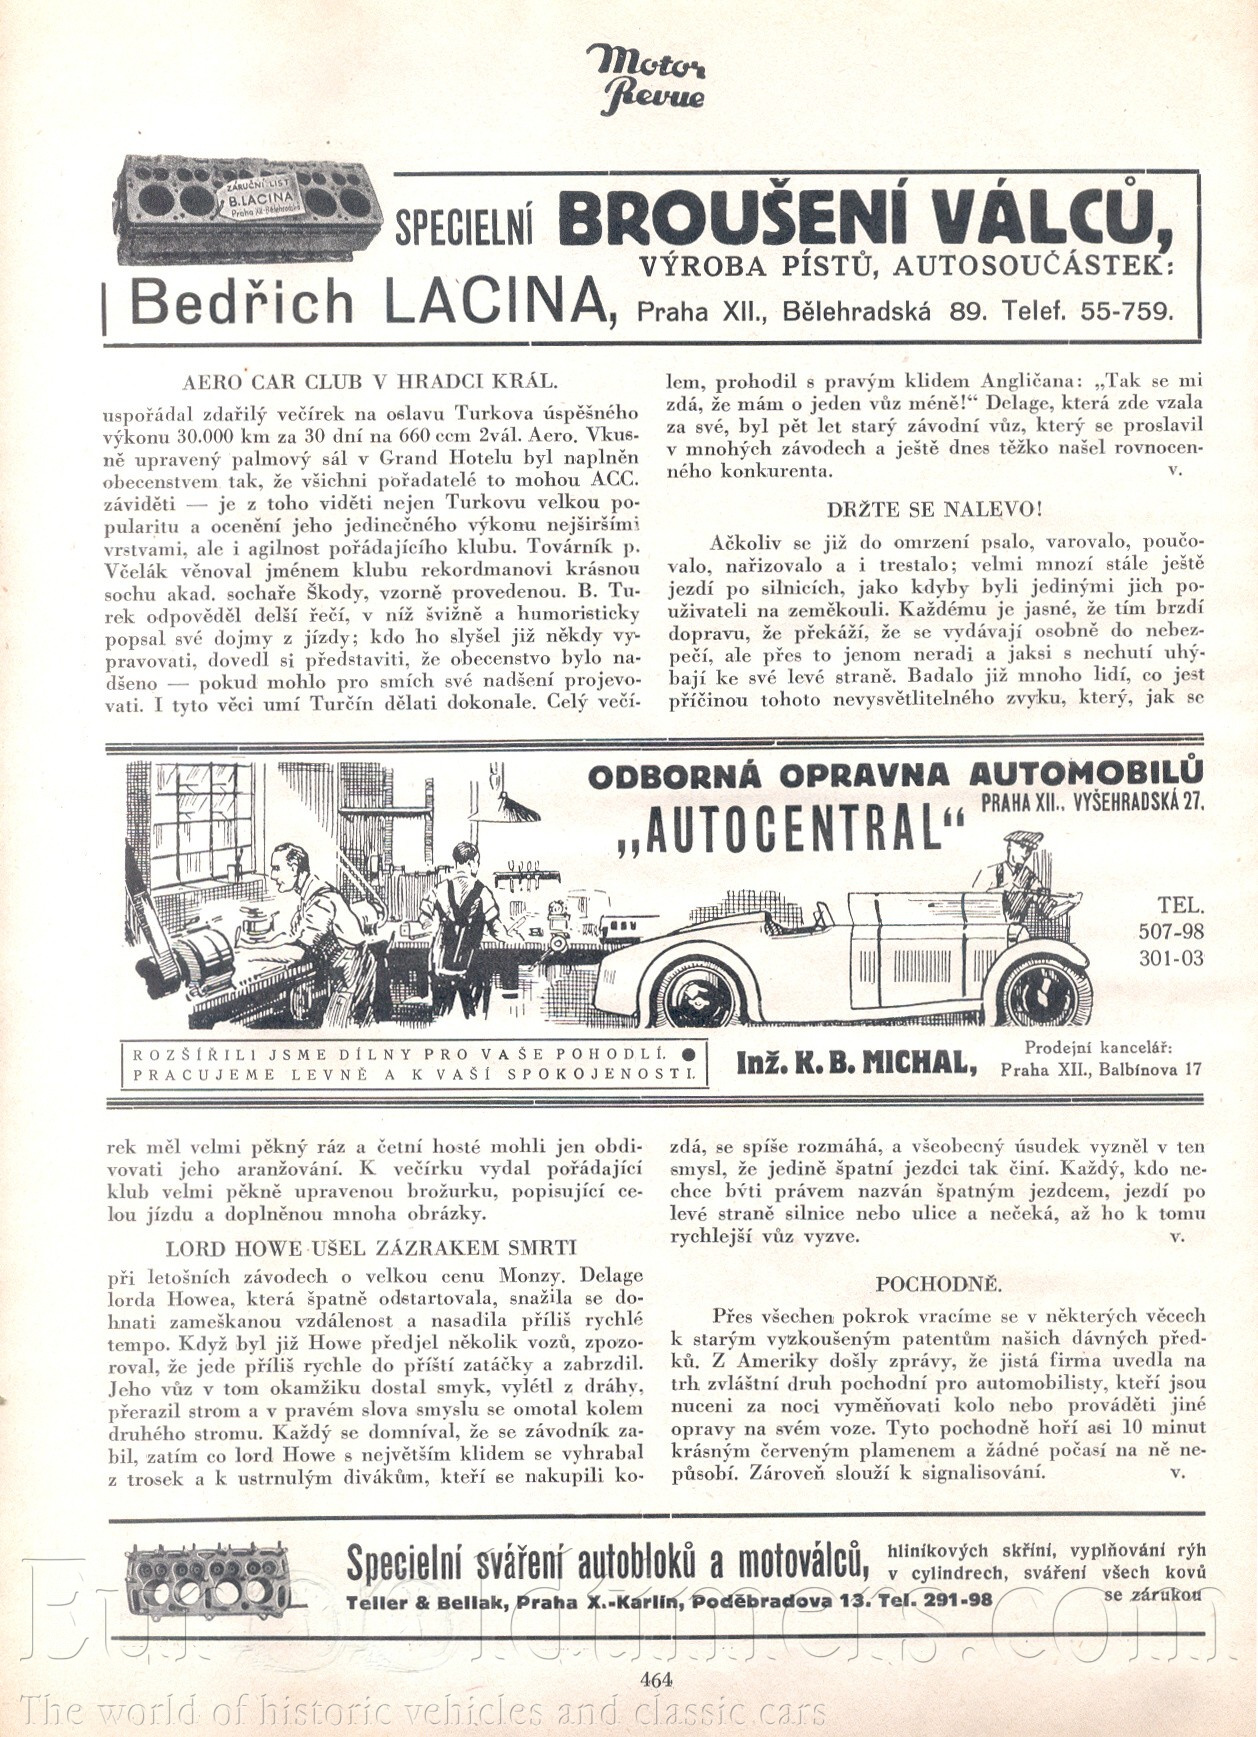 Motor
Revue
ZÁRUČNÍ LIST
B. LACINA
Praha XII-Bělehradská
SPECIELNÍ BROUŠENÍ VÁLCŮ,
VÝROBA PÍSTŮ, AUTOSOUČÁSTEK:
Bedřich LACINA, Praha XII., Bělehradská 89. Telef. 55-759.
AERO CAR CLUB V HRADCI KRÁL.
uspořádal zdařilý večírek na oslavu Turkova úspěšného
výkonu 30.000 km za 30 dní na 660 ccm 2vál. Aero. Vkus-
ně upravený palmový sál v Grand Hotelu byl naplněn
obecenstvem tak, že všichni pořadatelé to mohou ACC.
záviděti — je z toho viděti nejen Turkovu velkou po-
pularitu a ocenění jeho jedinečného výkonu nejširšími
vrstvami, ale i agilnost pořádajícího klubu. Továrník p.
Včelák věnoval jménem klubu rekordmanovi krásnou
sochu akad. sochaře Škody, vzorně provedenou. B. Tu-
rek odpověděl delší řečí, v níž svižně a humoristicky
popsal své dojmy z jízdy; kdo ho slyšel již někdy vy-
pravovati, dovedl si představiti, že obecenstvo bylo na-
dšeno — pokud mohlo pro smích své nadšení projevo-
vati. I tyto věci umí Turčín dělati dokonale. Celý večí-
lem, prohodil s pravým klidem Angličana: „Tak se mi
zdá, že mám o jeden vůz méně!“ Delage, která zde vzala
za své, byl pět let starý závodní vůz, který se proslavil
v mnohých závodech a ještě dnes těžko našel rovnocen-
ného konkurenta. v.
DRŽTE SE NALEVO!
Ačkoliv se již do omrzení psalo, varovalo, poučo-
valo, nařizovalo a i trestalo; velmi mnozí stále ještě
jezdí po silnicích, jako kdyby byli jedinými jich po-
uživateli na zeměkouli. Každému je jasné, že tím brzdí
dopravu, že překáží, že se vydávají osobně do nebez-
pečí, ale přes to jenom neradi a jaksi s nechutí uhý-
bají ke své levé straně. Badalo již mnoho lidí, co jest
příčinou tohoto nevysvětlitelného zvyku, který, jak se
ODBORNÁ OPRAVNA AUTOMOBILŮ
„AUTOCENTRAL“ PRAHA XII., VYŠEHRADSKÁ 27.
TEL.
507-98
301-03
ROZŠÍŘILI JSME DÍLNY PRO VAŠE POHODLÍ. ●
PRACUJEME LEVNĚ A K VAŠÍ SPOKOJENOSTI.
Inž. K. B. MICHAL,
Prodejní kancelář:
Praha XII., Balbínova 17
rek měl velmi pěkný ráz a četní hosté mohli jen obdi-
vovati jeho aranžování. K večírku vydal pořádající
klub velmi pěkně upravenou brožurku, popisující ce-
lou jízdu a doplněnou mnoha obrázky.
LORD HOWE UŠEL ZÁZRAKEM SMRTI
při letošních závodech o velkou cenu Monzy. Delage
lorda Howea, která špatně odstartovala, snažila se do-
hnati zameškanou vzdálenost a nasadila příliš rychlé
tempo. Když byl již Howe předjel několik vozů, zpozo-
roval, že jede příliš rychle do příští zatáčky a zabrzdil.
Jeho vůz v tom okamžiku dostal smyk, vylétl z dráhy,
přerazil strom a v pravém slova smyslu se omotal kolem
druhého stromu. Každý se domníval, že se závodník za-
bil, zatím co lord Howe s největším klidem se vyhrabal
z trosek a k ustrnulým divákům, kteří se nakupili ko-
zdá, se spíše rozmáhá, a všeobecný úsudek vyzněl v ten
smysl, že jedině špatní jezdci tak činí. Každý, kdo ne-
chce býti právem nazván špatným jezdcem, jezdí po
levé straně silnice nebo ulice a nečeká, až ho k tomu
rychlejší vůz vyzve. v.
POCHODNĚ.
Přes všechen pokrok vracíme se v některých věcech
k starým vyzkoušeným patentům našich dávných před-
ků. Z Ameriky došly zprávy, že jistá firma uvedla na
trh zvláštní druh pochodní pro automobilisty, kteří jsou
nuceni za noci vyměňovati kolo nebo prováděti jiné
opravy na svém voze. Tyto pochodně hoří asi 10 minut
krásným červeným plamenem a žádné počasí na ně ne-
působí. Zároveň slouží k signalisování. v.
Specielní sváření autobloků a motoválců, hliníkových skříní, vyplňování rýh
v cylindrech, sváření všech kovů
se zárukou
Teller & Bellak, Praha X.-Karlín, Poděbradova 13. Tel. 291-98
EuroOldtimers.com
464
The world of historic vehicles and classic cars